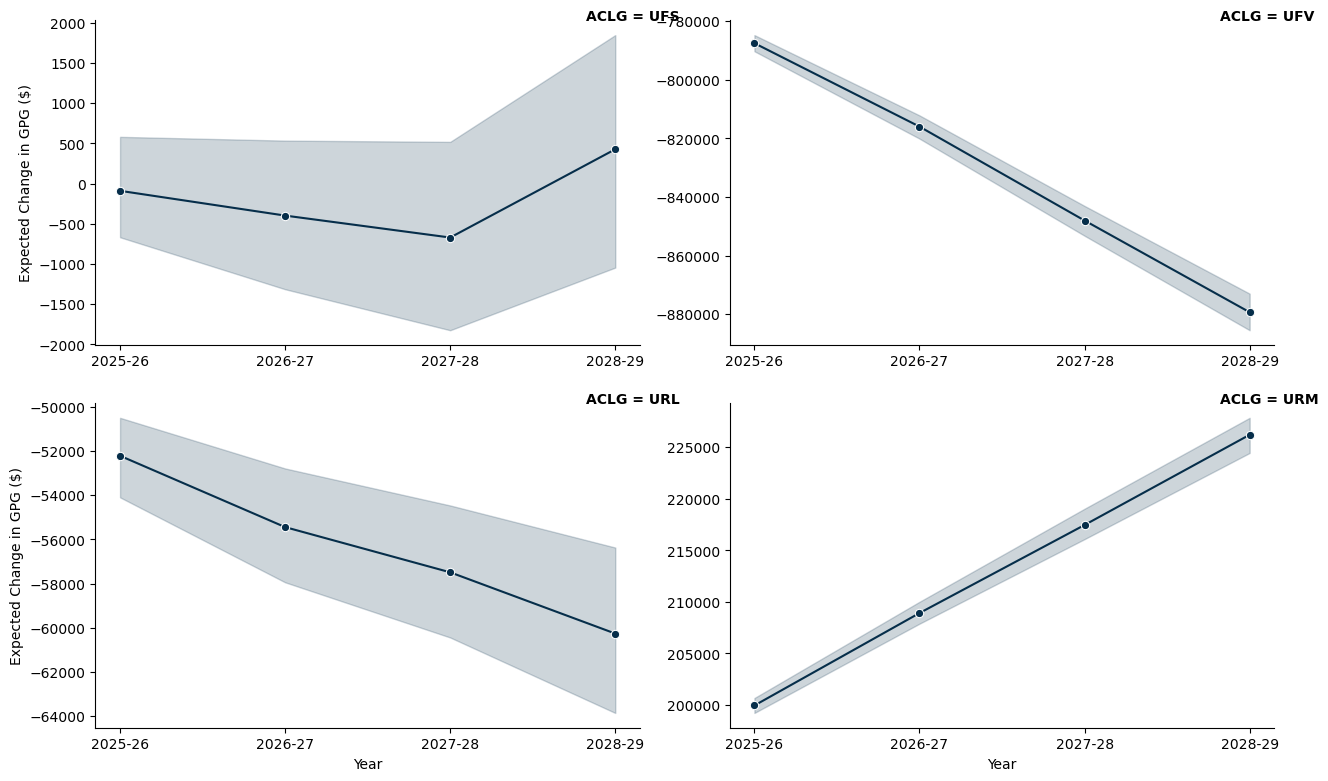 ACLG = UFS
Expected Change in GPG ($)
2000
1500
1000
500
0
−500
−1000
−1500
−2000
2025-26 2026-27 2027-28 2028-29
ACLG = UFV
−780000
−800000
−820000
−840000
−860000
−880000
2025-26 2026-27 2027-28 2028-29
ACLG = URL
Expected Change in GPG ($)
−50000
−52000
−54000
−56000
−58000
−60000
−62000
−64000
2025-26 2026-27 2027-28 2028-29
Year
ACLG = URM
225000
220000
215000
210000
205000
200000
2025-26 2026-27 2027-28 2028-29
Year